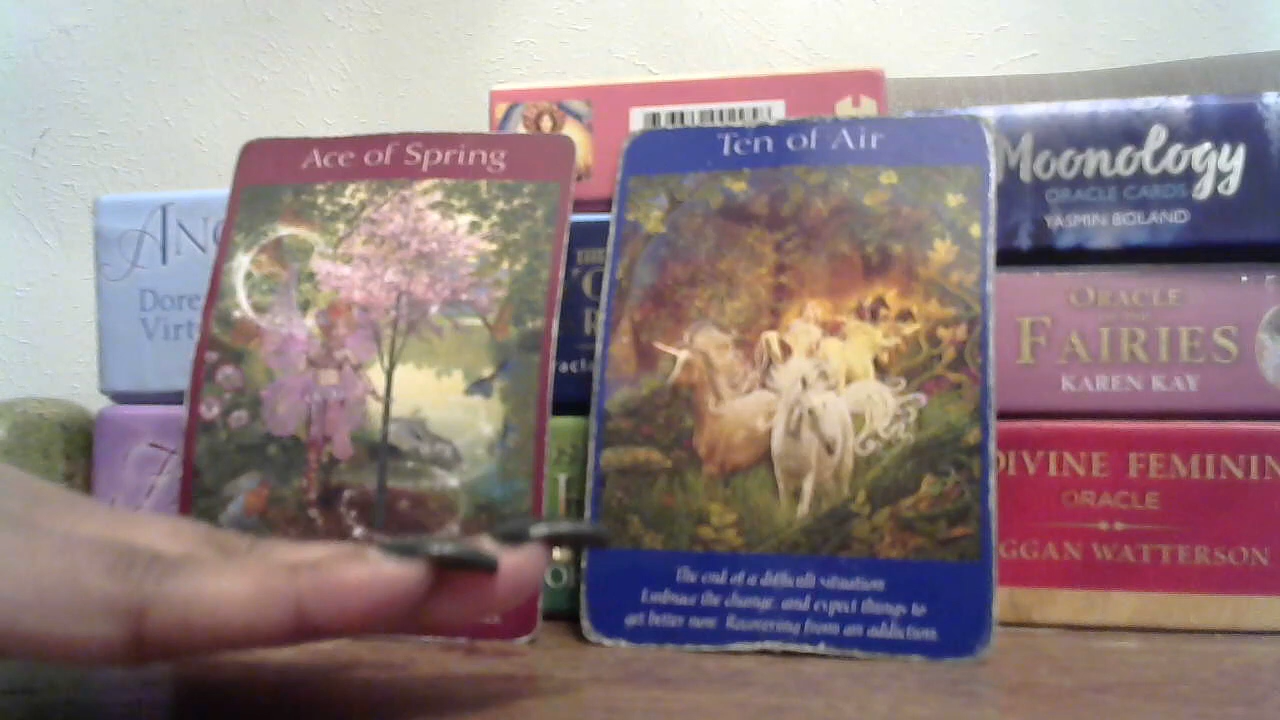 Ace of Spring
Ten of Air
The end of a difficult situation
Embrace the change, and expect things to
get better now. Recovering from an addiction.
Moonology
ORACLE CARDS
YASMIN BOLAND
ORACLE
FAIRIES
KAREN KAY
DIVINE FEMININ
ORACLE
GGAN WATTERSON
Dore
Virt